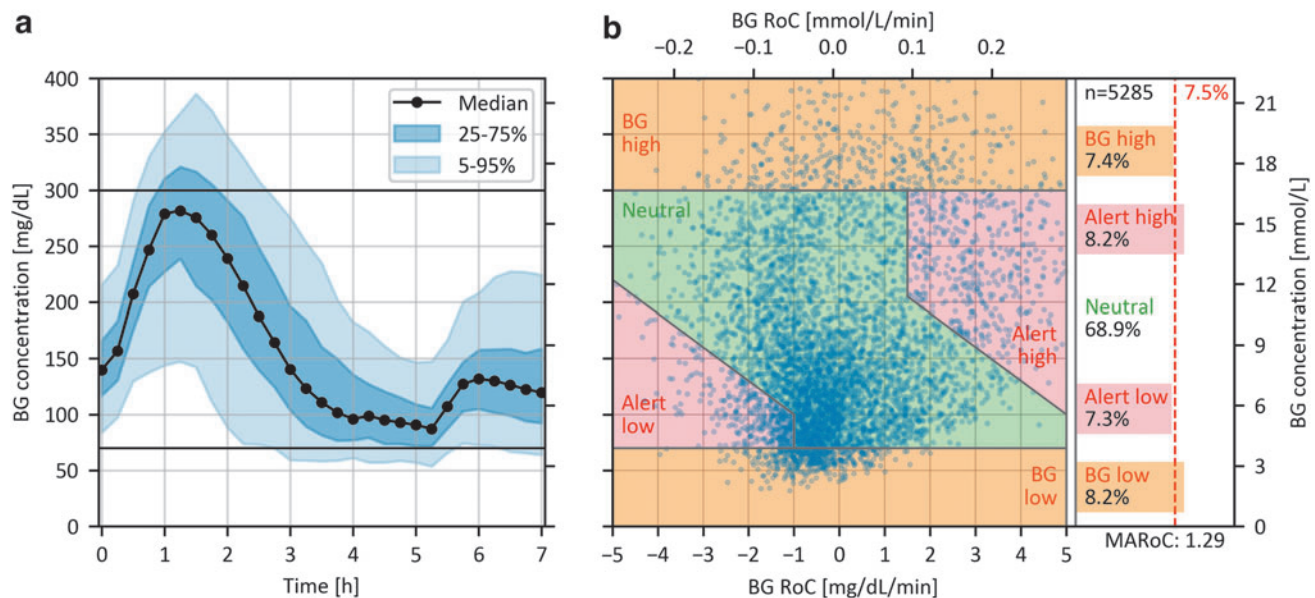 a
BG concentration [mg/dL]
400
350
300
250
200
150
100
50
0
Median
25-75%
5-95%
0 1 2 3 4 5 6 7
Time [h]
b
BG RoC [mmol/L/min]
−0.2 −0.1 0.0 0.1 0.2
BG
high
Neutral
Alert
high
Alert
low
BG
low
−5 −4 −3 −2 −1 0 1 2 3 4 5
BG RoC [mg/dL/min]
n=5285 7.5%
BG high
7.4%
Alert high
8.2%
Neutral
68.9%
Alert low
7.3%
BG low
8.2%
MARoC: 1.29
21
18
15
12
9
6
3
0
BG concentration [mmol/L]